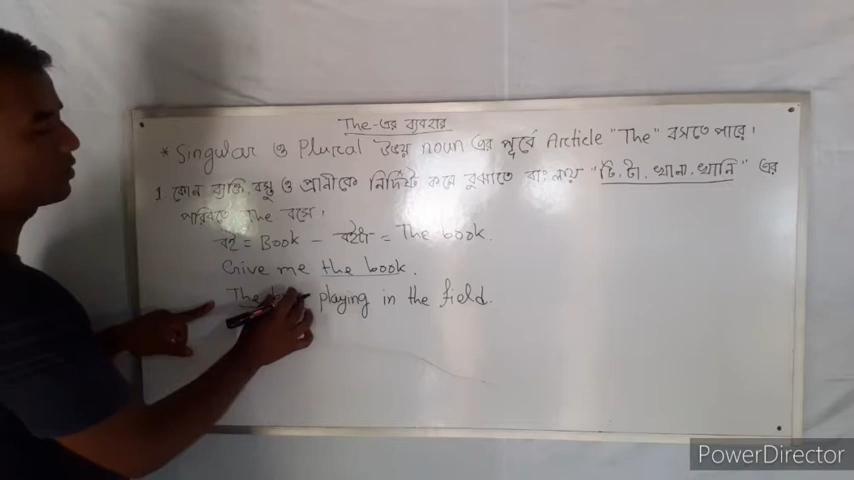 The-এর ব্যবহার
* Singular ও Plural উভয় noun এর পূর্বে Article "The" বসতে পারে।
1. কোন ব্যক্তি, বস্তু ও প্রানীকে নির্দিষ্ট করে বুঝাতে বাংলায় "টি, টা, খানা, খানি" এর
পরিবর্তে The বসে।
বই = Book – বইটা = The book.
Give me the book.
The playing in the field.
PowerDirector